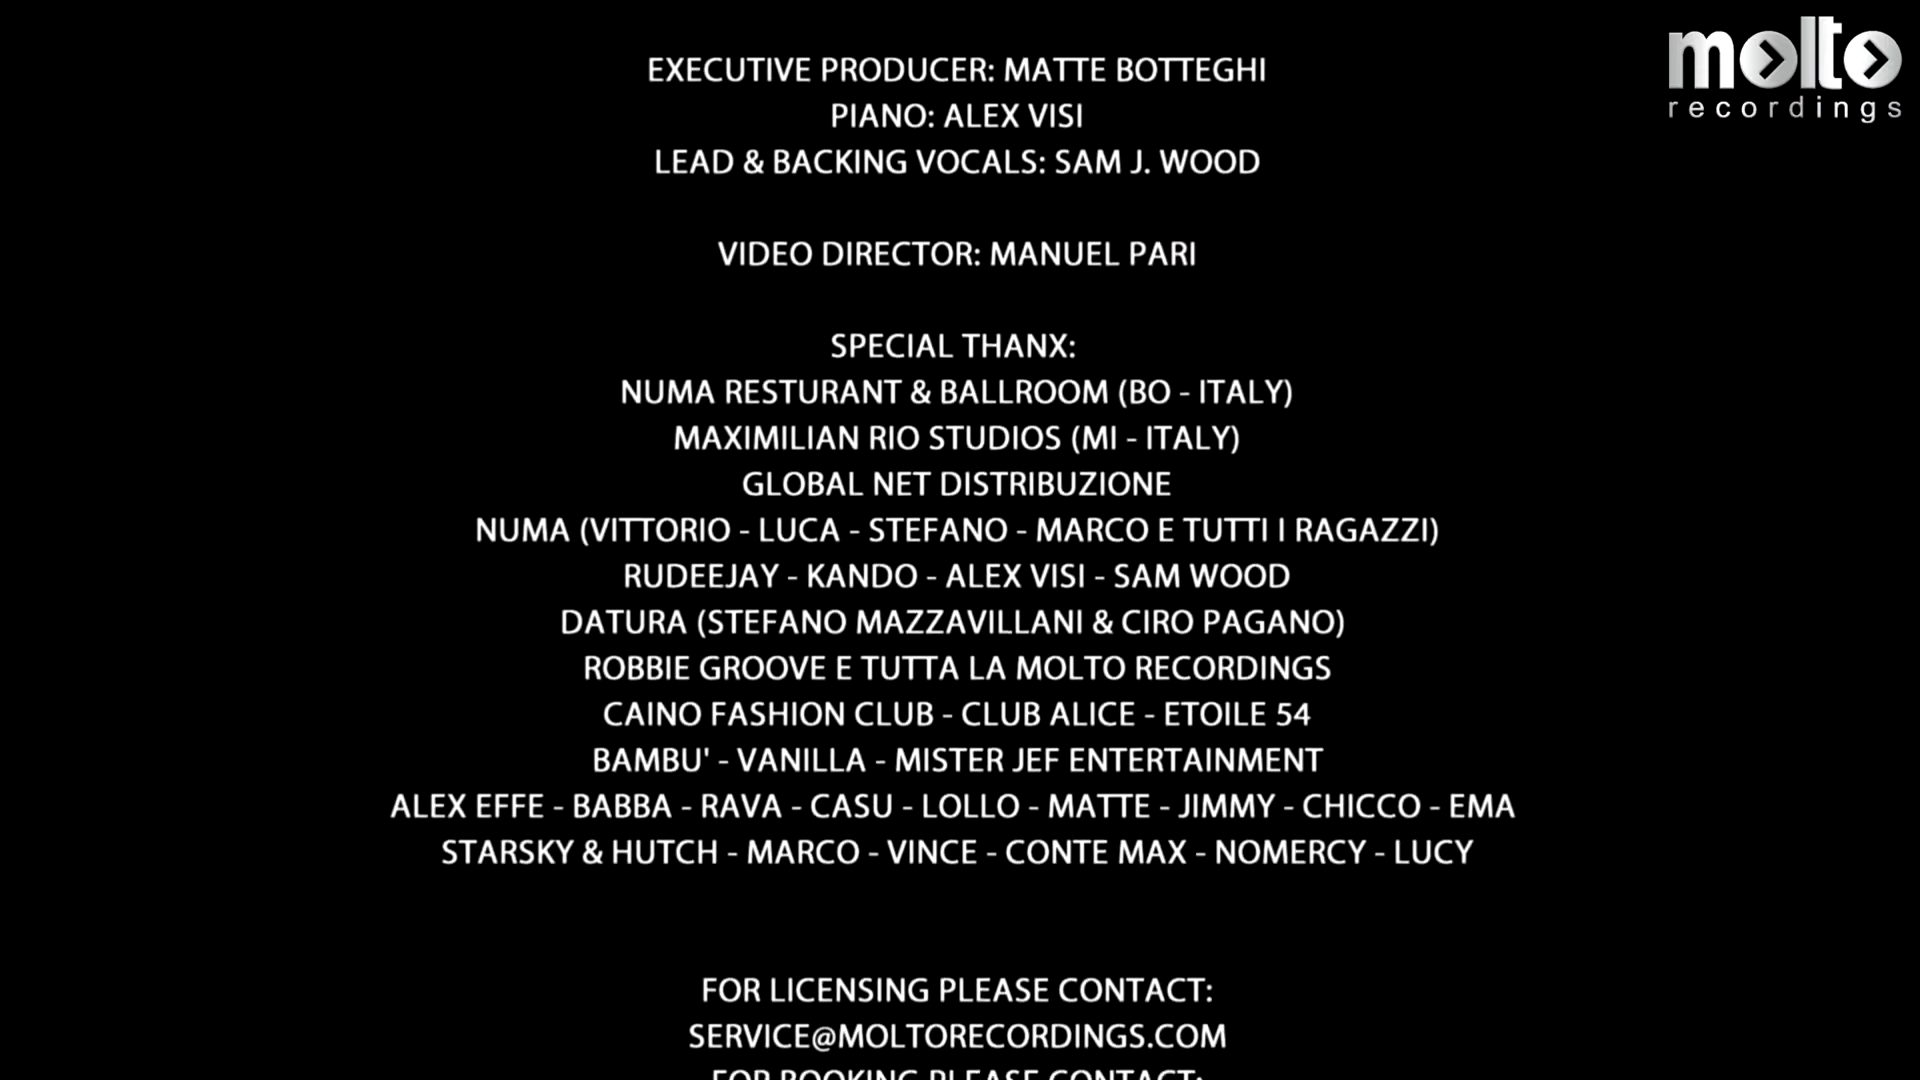 molto
recordings
EXECUTIVE PRODUCER: MATTE BOTTEGHI
PIANO: ALEX VISI
LEAD & BACKING VOCALS: SAM J. WOOD
VIDEO DIRECTOR: MANUEL PARI
SPECIAL THANX:
NUMA RESTURANT & BALLROOM (BO - ITALY)
MAXIMILIAN RIO STUDIOS (MI - ITALY)
GLOBAL NET DISTRIBUZIONE
NUMA (VITTORIO - LUCA - STEFANO - MARCO E TUTTI I RAGAZZI)
RUDEEJAY - KANDO - ALEX VISI - SAM WOOD
DATURA (STEFANO MAZZAVILLANI & CIRO PAGANO)
ROBBIE GROOVE E TUTTA LA MOLTO RECORDINGS
CAINO FASHION CLUB - CLUB ALICE - ETOILE 54
BAMBU' - VANILLA - MISTER JEF ENTERTAINMENT
ALEX EFFE - BABBA - RAVA - CASU - LOLLO - MATTE - JIMMY - CHICCO - EMA
STARSKY & HUTCH - MARCO - VINCE - CONTE MAX - NOMERCY - LUCY
FOR LICENSING PLEASE CONTACT:
SERVICE@MOLTORECORDINGS.COM
FOR BOOKING PLEASE CONTACT: